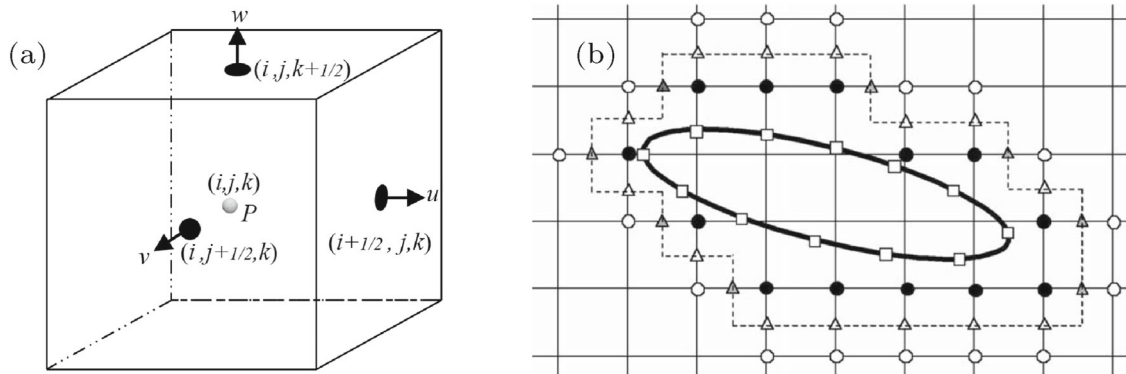 (a)
w
(i ,j,k+1/2)
(i,j,k)
P
u
v
(i ,j+1/2,k)
(i+1/2 , j,k)
(b)